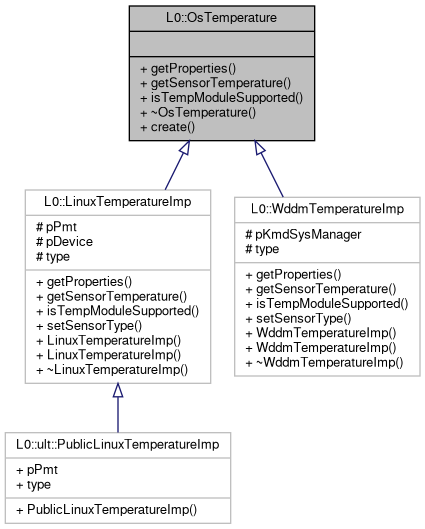 L0::OsTemperature
+ getProperties()
+ getSensorTemperature()
+ isTempModuleSupported()
+ ~OsTemperature()
+ create()
L0::LinuxTemperatureImp
# pPmt
# pDevice
# type
+ getProperties()
+ getSensorTemperature()
+ isTempModuleSupported()
+ setSensorType()
+ LinuxTemperatureImp()
+ LinuxTemperatureImp()
+ ~LinuxTemperatureImp()
L0::WddmTemperatureImp
# pKmdSysManager
# type
+ getProperties()
+ getSensorTemperature()
+ isTempModuleSupported()
+ setSensorType()
+ WddmTemperatureImp()
+ WddmTemperatureImp()
+ ~WddmTemperatureImp()
L0::ult::PublicLinuxTemperatureImp
+ pPmt
+ type
+ PublicLinuxTemperatureImp()